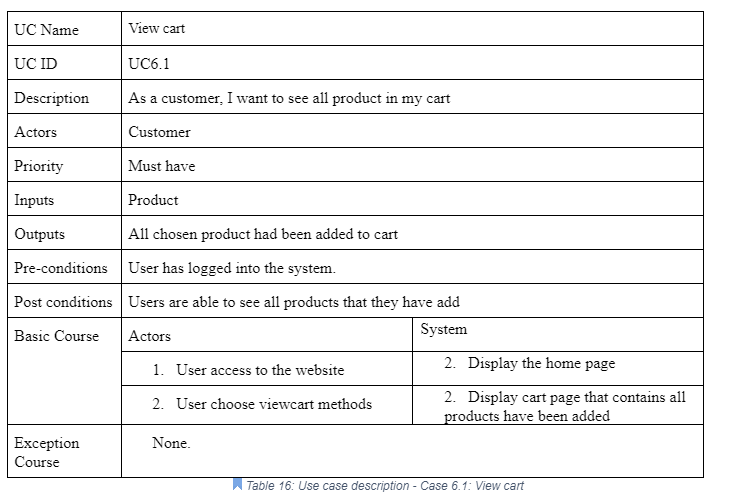 UC Name
View cart
UC ID
UC6.1
Description
As a customer, I want to see all product in my cart
Actors
Customer
Priority
Must have
Inputs
Product
Outputs
All chosen product had been added to cart
Pre-conditions
User has logged into the system.
Post conditions
Users are able to see all products that they have add
Basic Course
Actors
System
1. User access to the website
2. Display the home page
2. User choose viewcart methods
2. Display cart page that contains all
products have been added
Exception
Course
None.
Table 16: Use case description - Case 6.1: View cart